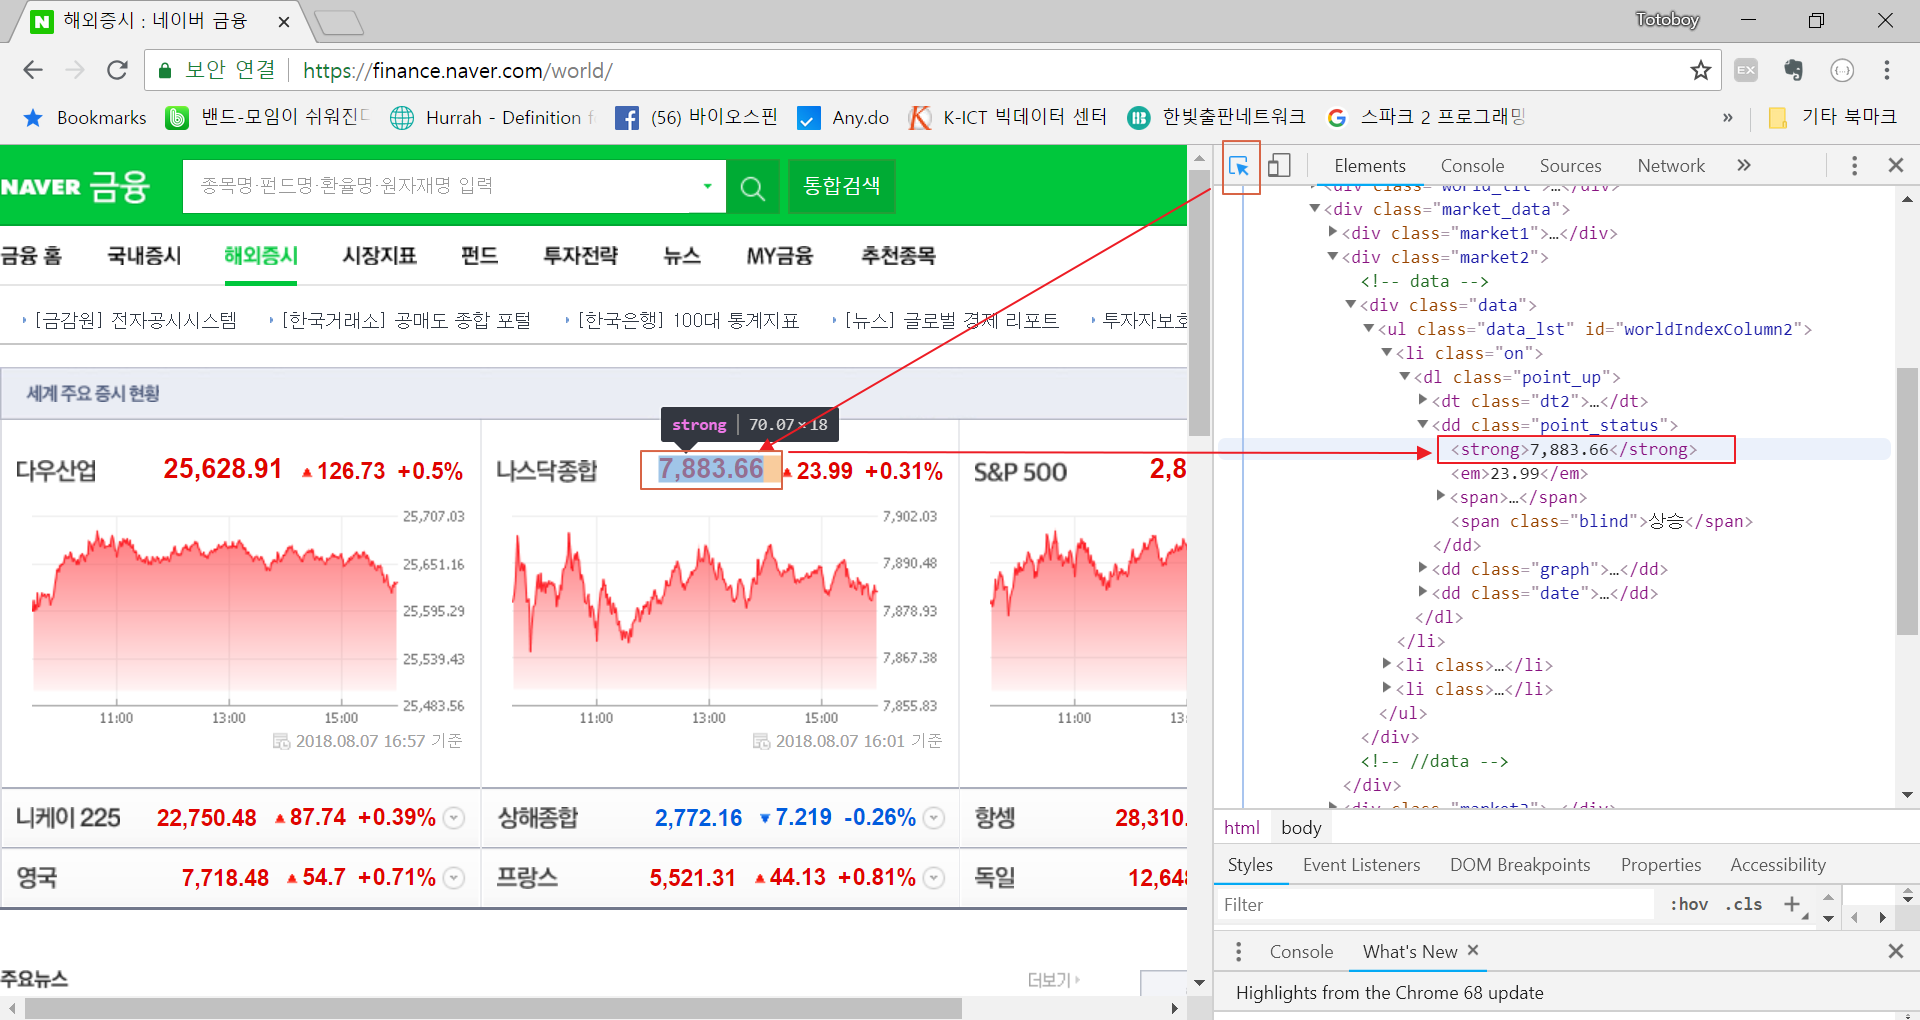 해외증시 : 네이버 금융
Totoboy
보안 연결
https://finance.naver.com/world/
Bookmarks
밴드-모임이 쉬워진
Hurrah - Definition
(56) 바이오스핀
Any.do
K-ICT 빅데이터 센터
한빛출판네트워크
스파크 2 프로그래밍
»
기타 북마크
NAVER 금융
종목명·펀드명·환율명·원자재명 입력
통합검색
금융 홈 국내증시 해외증시 시장지표 펀드 투자전략 뉴스 MY금융 추천종목
[금감원] 전자공시시스템
[한국거래소] 공매도 종합 포털
[한국은행] 100대 통계지표
[뉴스] 글로벌 경제 리포트
투자자보호
세계 주요 증시 현황
strong 70.07×18
다우산업 25,628.91 ▲126.73 +0.5%
25,707.03
25,651.16
25,595.29
25,539.43
25,483.56
11:00 13:00 15:00
2018.08.07 16:57 기준
나스닥종합 7,883.66 ▲23.99 +0.31%
7,902.03
7,890.48
7,878.93
7,867.38
7,855.83
11:00 13:00 15:00
2018.08.07 16:01 기준
S&P 500 2,8
11:00 13:
니케이 225 22,750.48 ▲87.74 +0.39%
상해종합 2,772.16 ▼7.219 -0.26%
항셍 28,310.
영국 7,718.48 ▲54.7 +0.71%
프랑스 5,521.31 ▲44.13 +0.81%
독일 12,648
주요뉴스
더보기
Elements Console Sources Network »
<div class="world_tit">…</div>
▼<div class="market_data">
▶<div class="market1">…</div>
▼<div class="market2">
<!-- data -->
▼<div class="data">
▼<ul class="data_lst" id="worldIndexColumn2">
▼<li class="on">
▼<dl class="point_up">
▶<dt class="dt2">…</dt>
▼<dd class="point_status">
<strong>7,883.66</strong>
<em>23.99</em>
▶<span>…</span>
<span class="blind">상승</span>
</dd>
▶<dd class="graph">…</dd>
▶<dd class="date">…</dd>
</dl>
</li>
▶<li class>…</li>
▶<li class>…</li>
</ul>
</div>
<!-- //data -->
</div>
▶<div class="market3">…</div>
html body
Styles Event Listeners DOM Breakpoints Properties Accessibility
Filter
:hov .cls +
Console What's New
Highlights from the Chrome 68 update